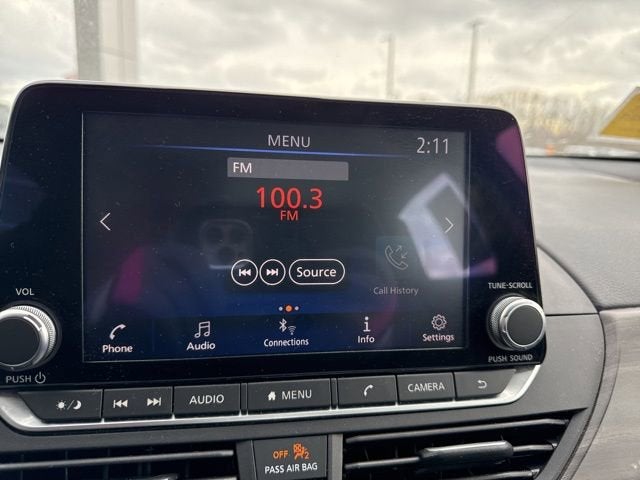 MENU 2:11
FM
100.3
FM
Source
Call History
Phone Audio Connections Info Settings
VOL
PUSH
TUNE-SCROLL
PUSH SOUND
AUDIO MENU CAMERA
OFF 2
PASS AIR BAG